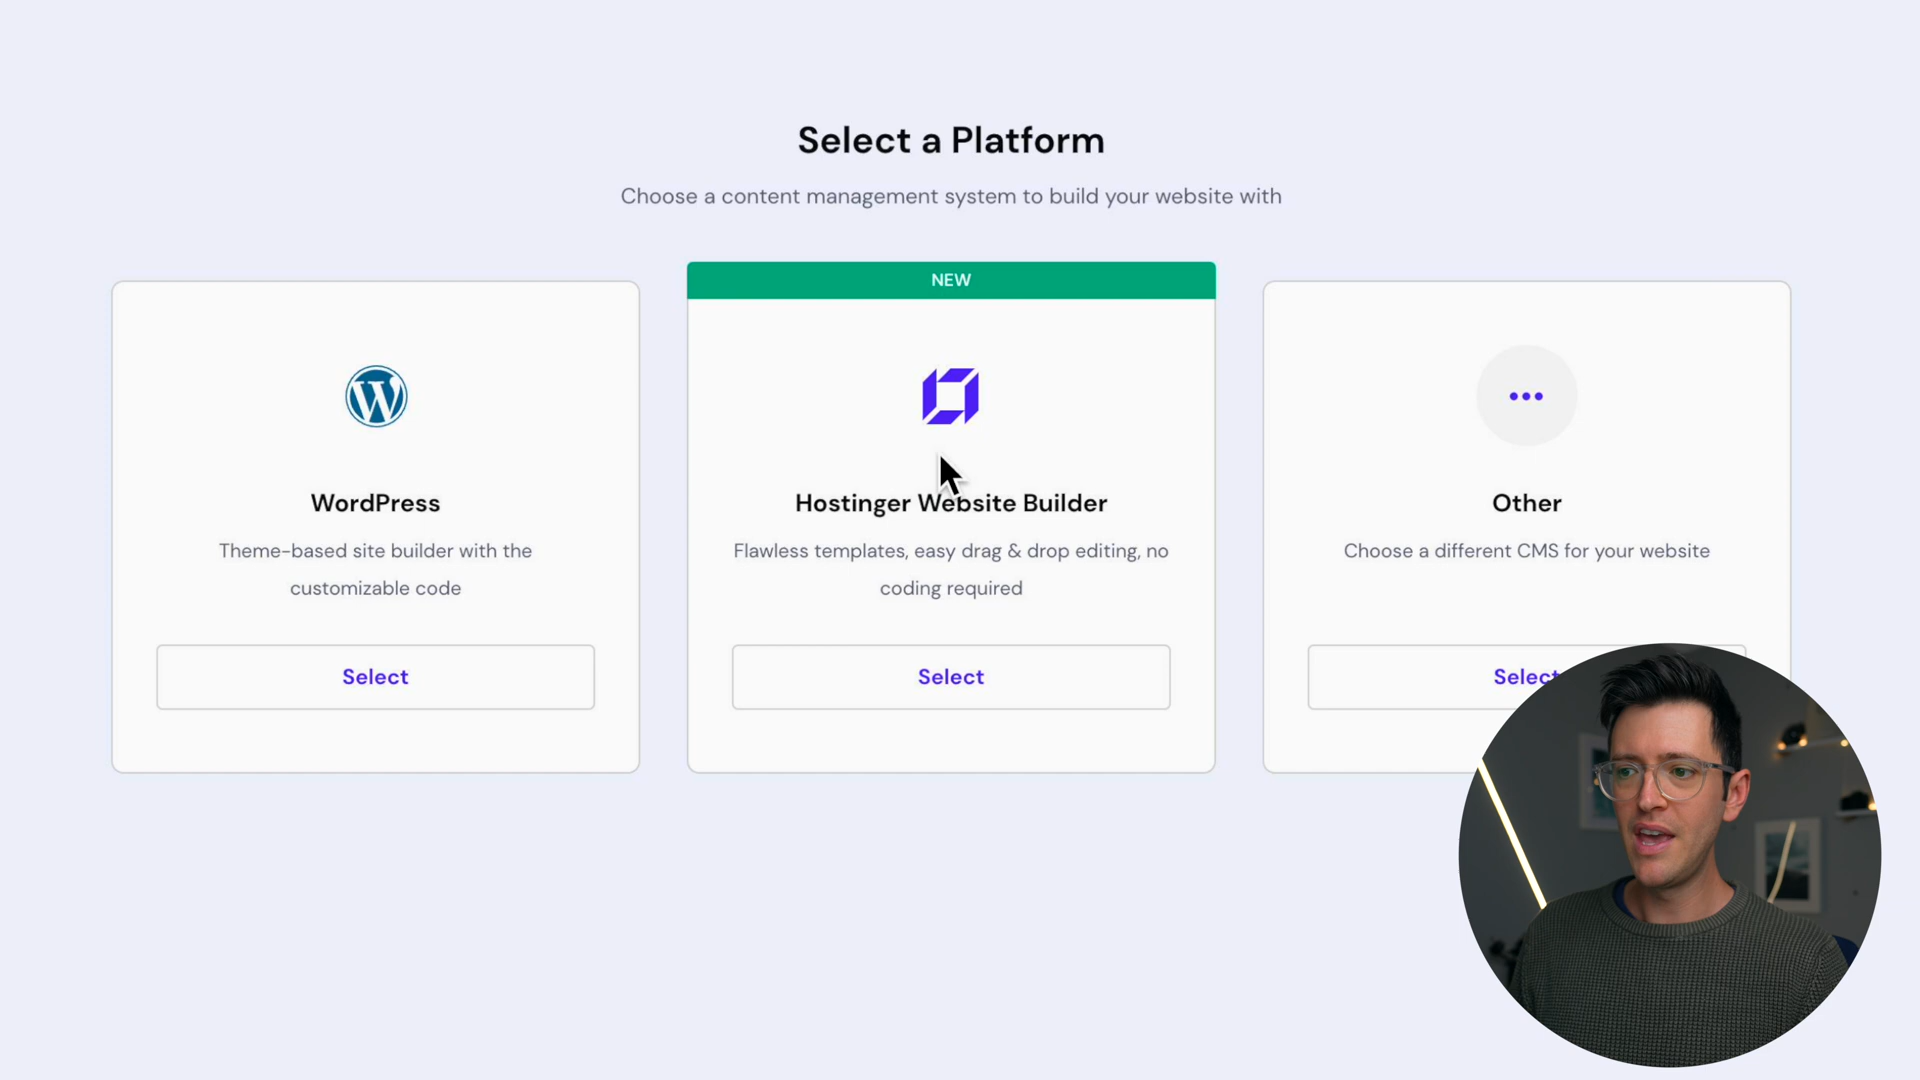 Select a Platform
Choose a content management system to build your website with
NEW
WordPress
Theme-based site builder with the
customizable code
Select
Hostinger Website Builder
Flawless templates, easy drag & drop editing, no
coding required
Select
Other
Choose a different CMS for your website
Select